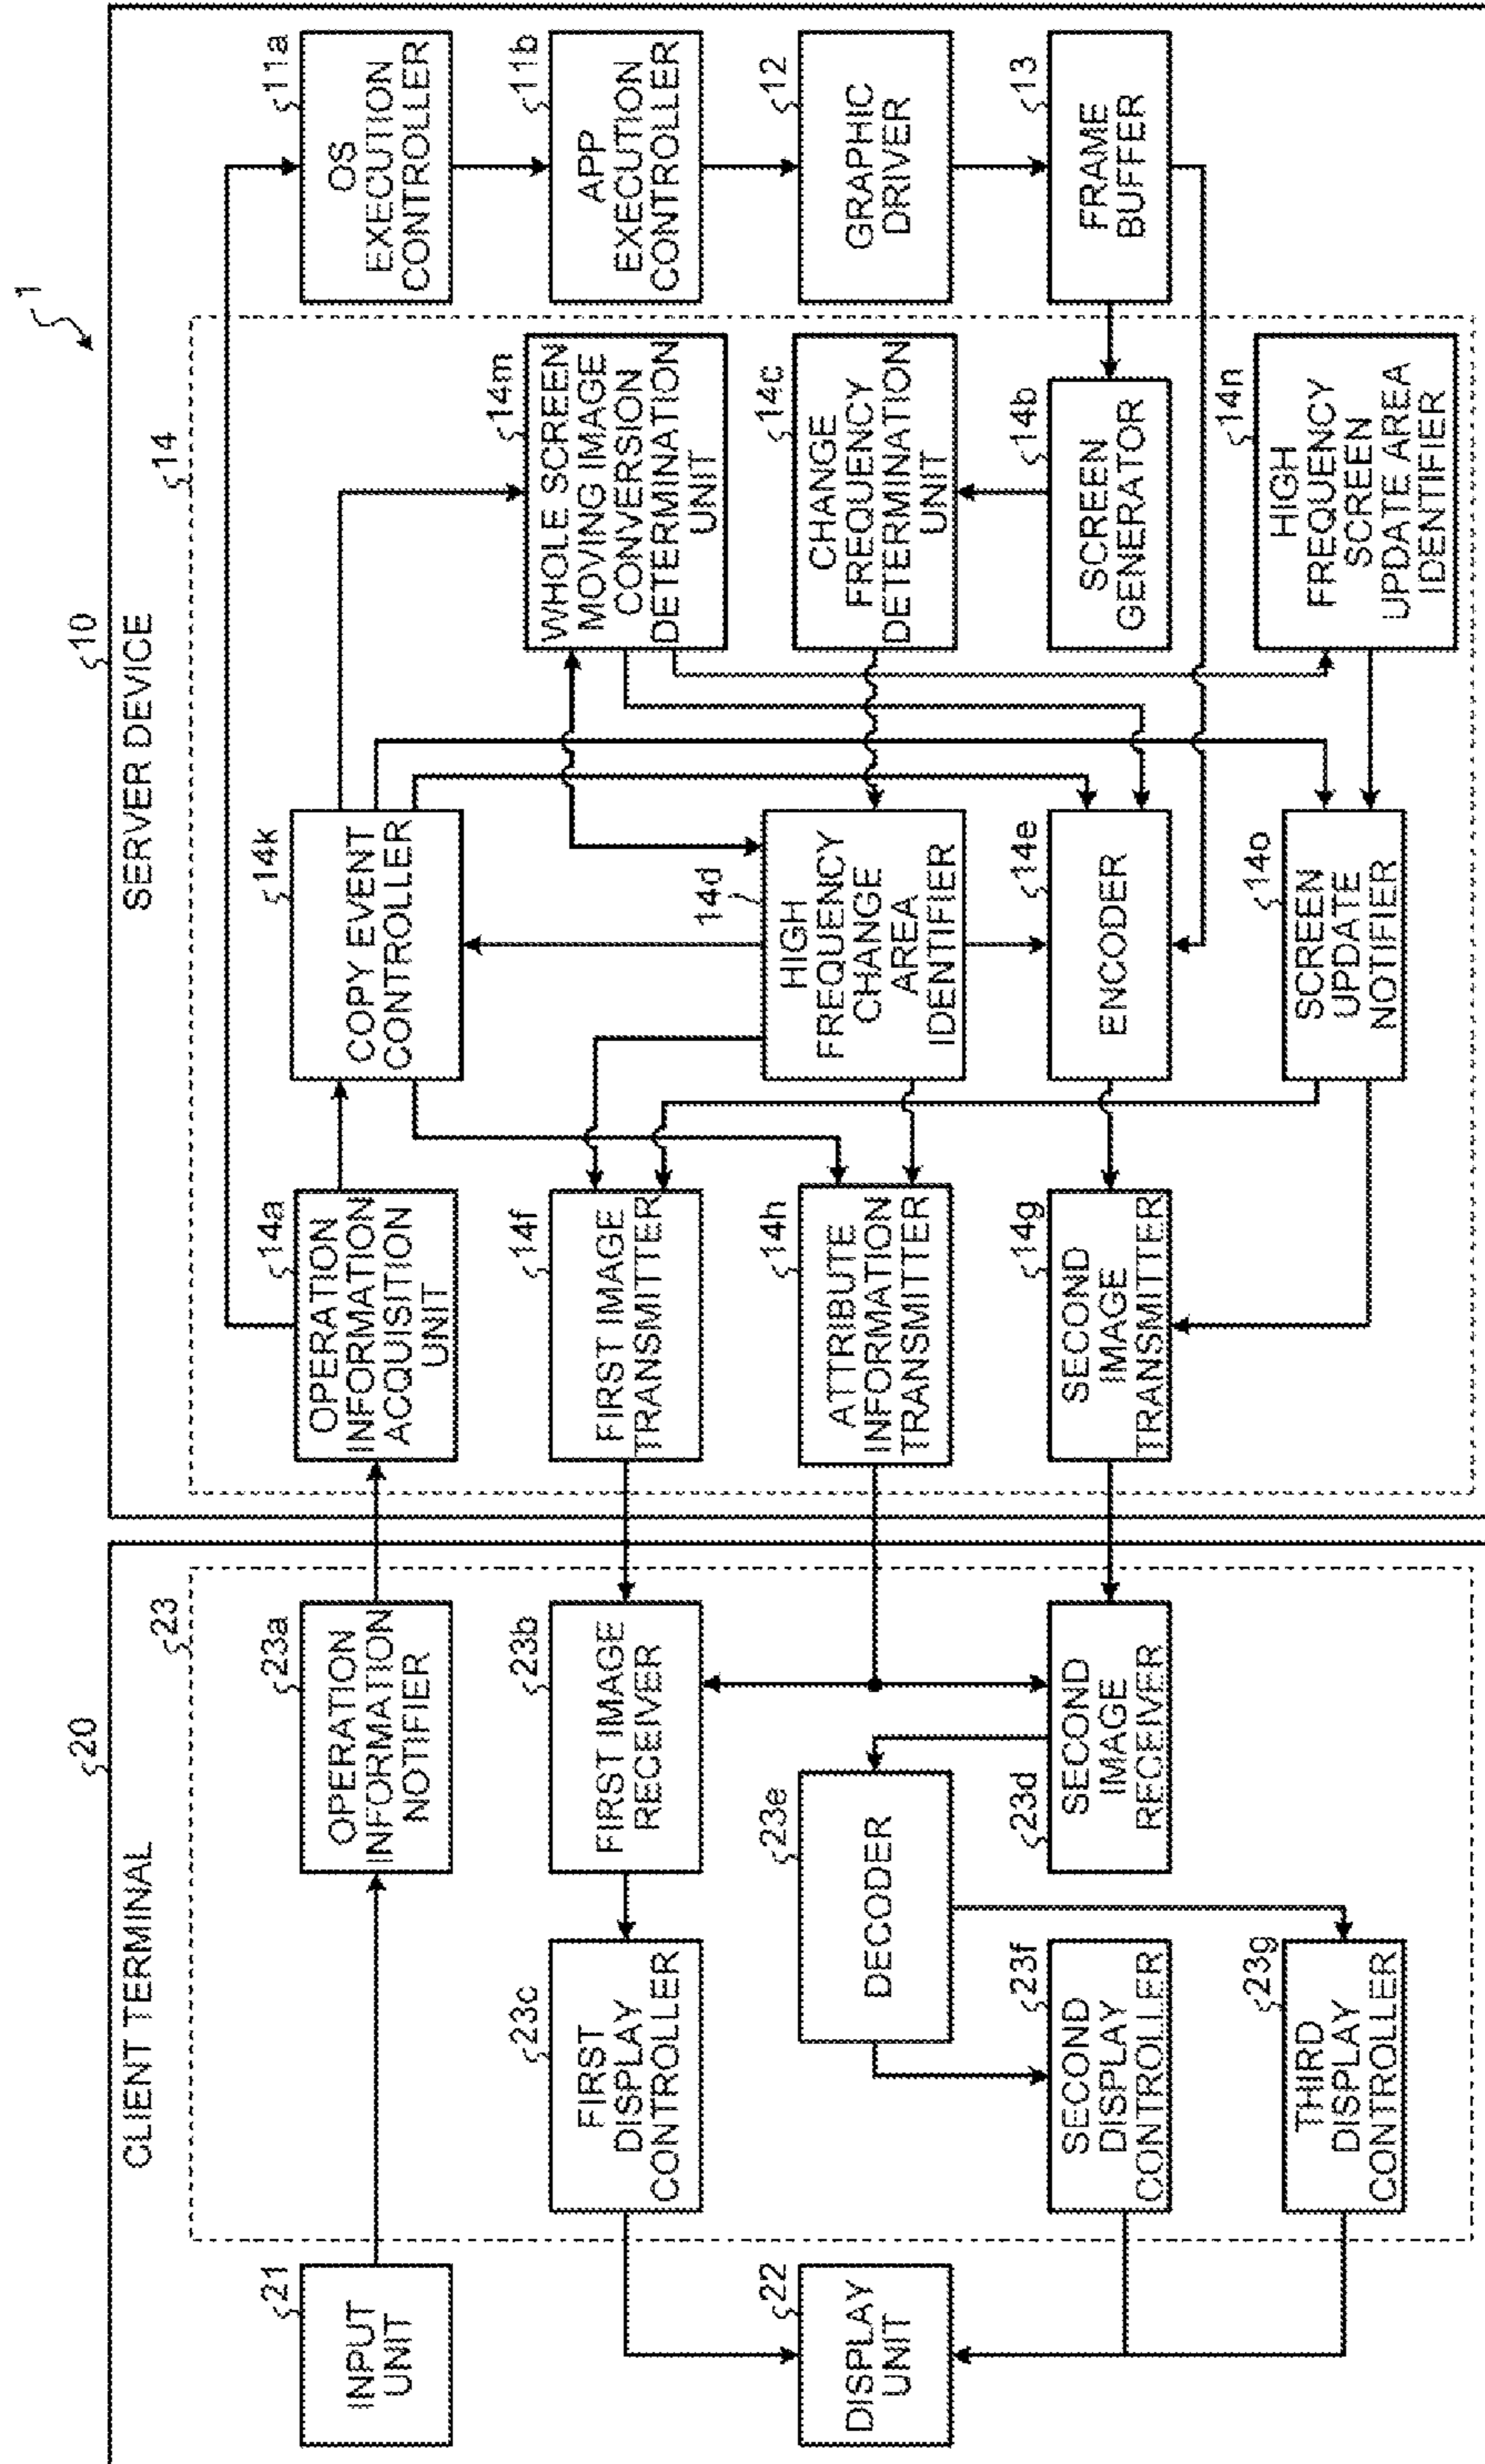 1
CLIENT TERMINAL
20
21
INPUT
UNIT
22
DISPLAY
UNIT
23
23a
OPERATION
INFORMATION
NOTIFIER
23c
FIRST
DISPLAY
CONTROLLER
23b
FIRST IMAGE
RECEIVER
23e
DECODER
23f
SECOND
DISPLAY
CONTROLLER
23d
SECOND
IMAGE
RECEIVER
23g
THIRD
DISPLAY
CONTROLLER
SERVER DEVICE
10
14
14a
OPERATION
INFORMATION
ACQUISITION
UNIT
14k
COPY EVENT
CONTROLLER
11a
OS
EXECUTION
CONTROLLER
14f
FIRST IMAGE
TRANSMITTER
14m
WHOLE SCREEN
MOVING IMAGE
CONVERSION
DETERMINATION
UNIT
11b
APP
EXECUTION
CONTROLLER
14h
ATTRIBUTE
INFORMATION
TRANSMITTER
14d
HIGH
FREQUENCY
CHANGE
AREA
IDENTIFIER
14c
CHANGE
FREQUENCY
DETERMINATION
UNIT
12
GRAPHIC
DRIVER
14g
SECOND
IMAGE
TRANSMITTER
14e
ENCODER
14b
SCREEN
GENERATOR
13
FRAME
BUFFER
14o
SCREEN
UPDATE
NOTIFIER
14n
HIGH
FREQUENCY
SCREEN
UPDATE AREA
IDENTIFIER